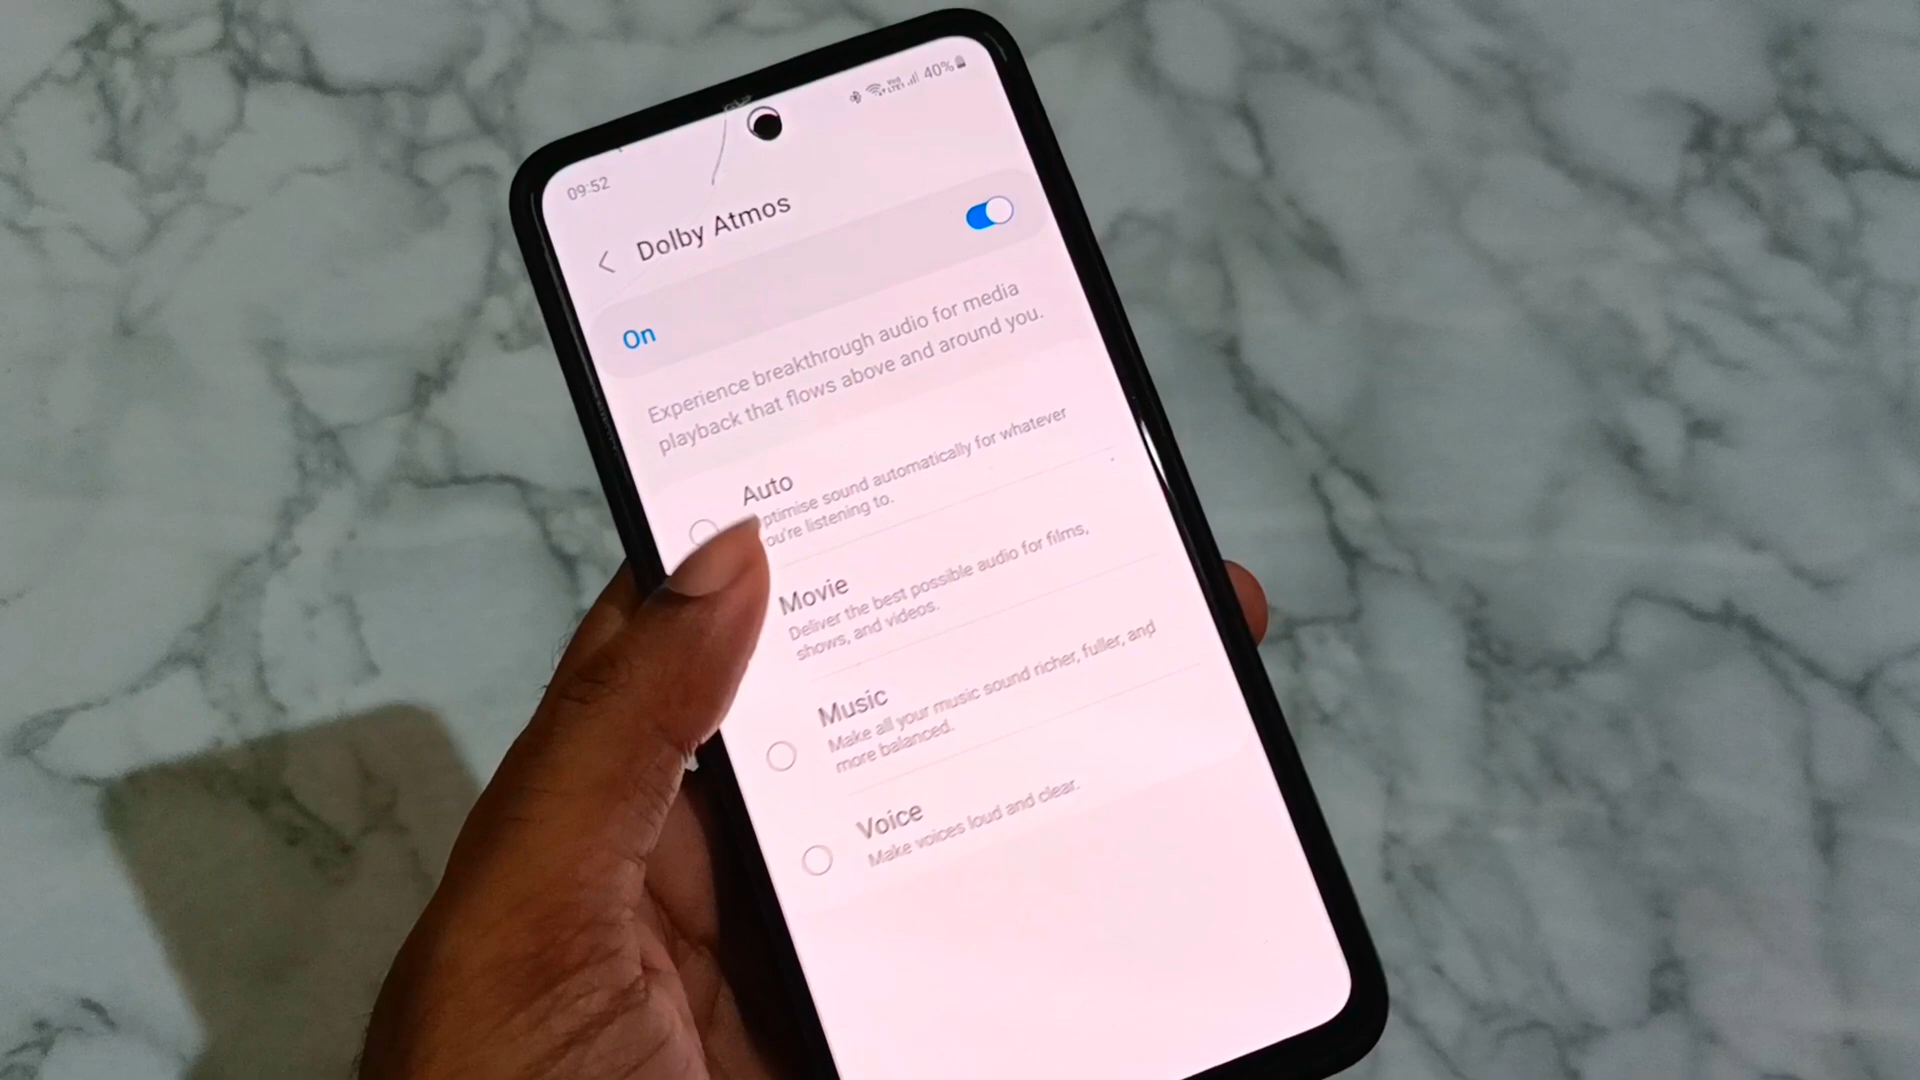 09:52
40%
Dolby Atmos
On
Experience breakthrough audio for media
playback that flows above and around you.
Auto
ptimise sound automatically for whatever
ou're listening to.
Movie
Deliver the best possible audio for films,
shows, and videos.
Music
Make all your music sound richer, fuller, and
more balanced.
Voice
Make voices loud and clear.